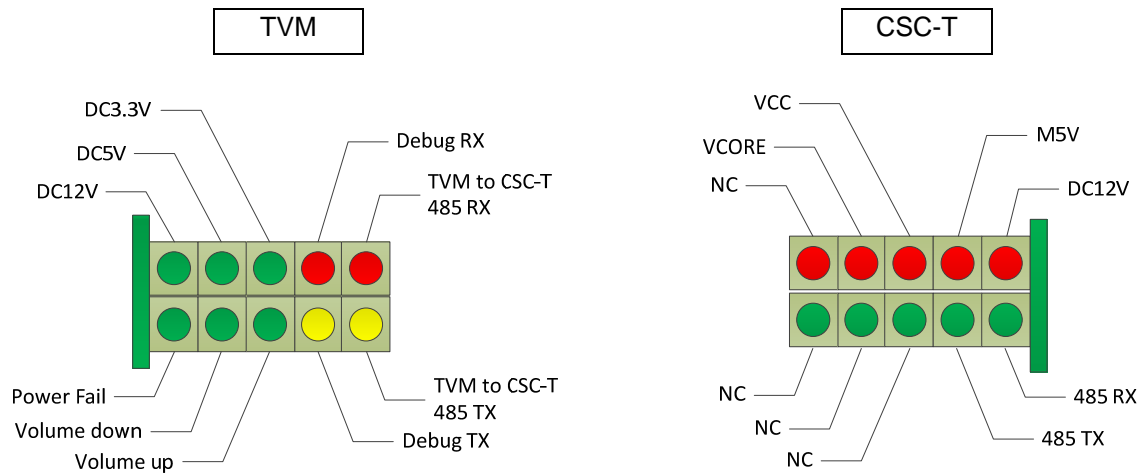 TVM
DC3.3V
DC5V
DC12V
Debug RX
TVM to CSC-T
485 RX
Power Fail
Volume down
Volume up
TVM to CSC-T
485 TX
Debug TX
CSC-T
VCC
VCORE
NC
M5V
DC12V
NC
NC
NC
485 RX
485 TX